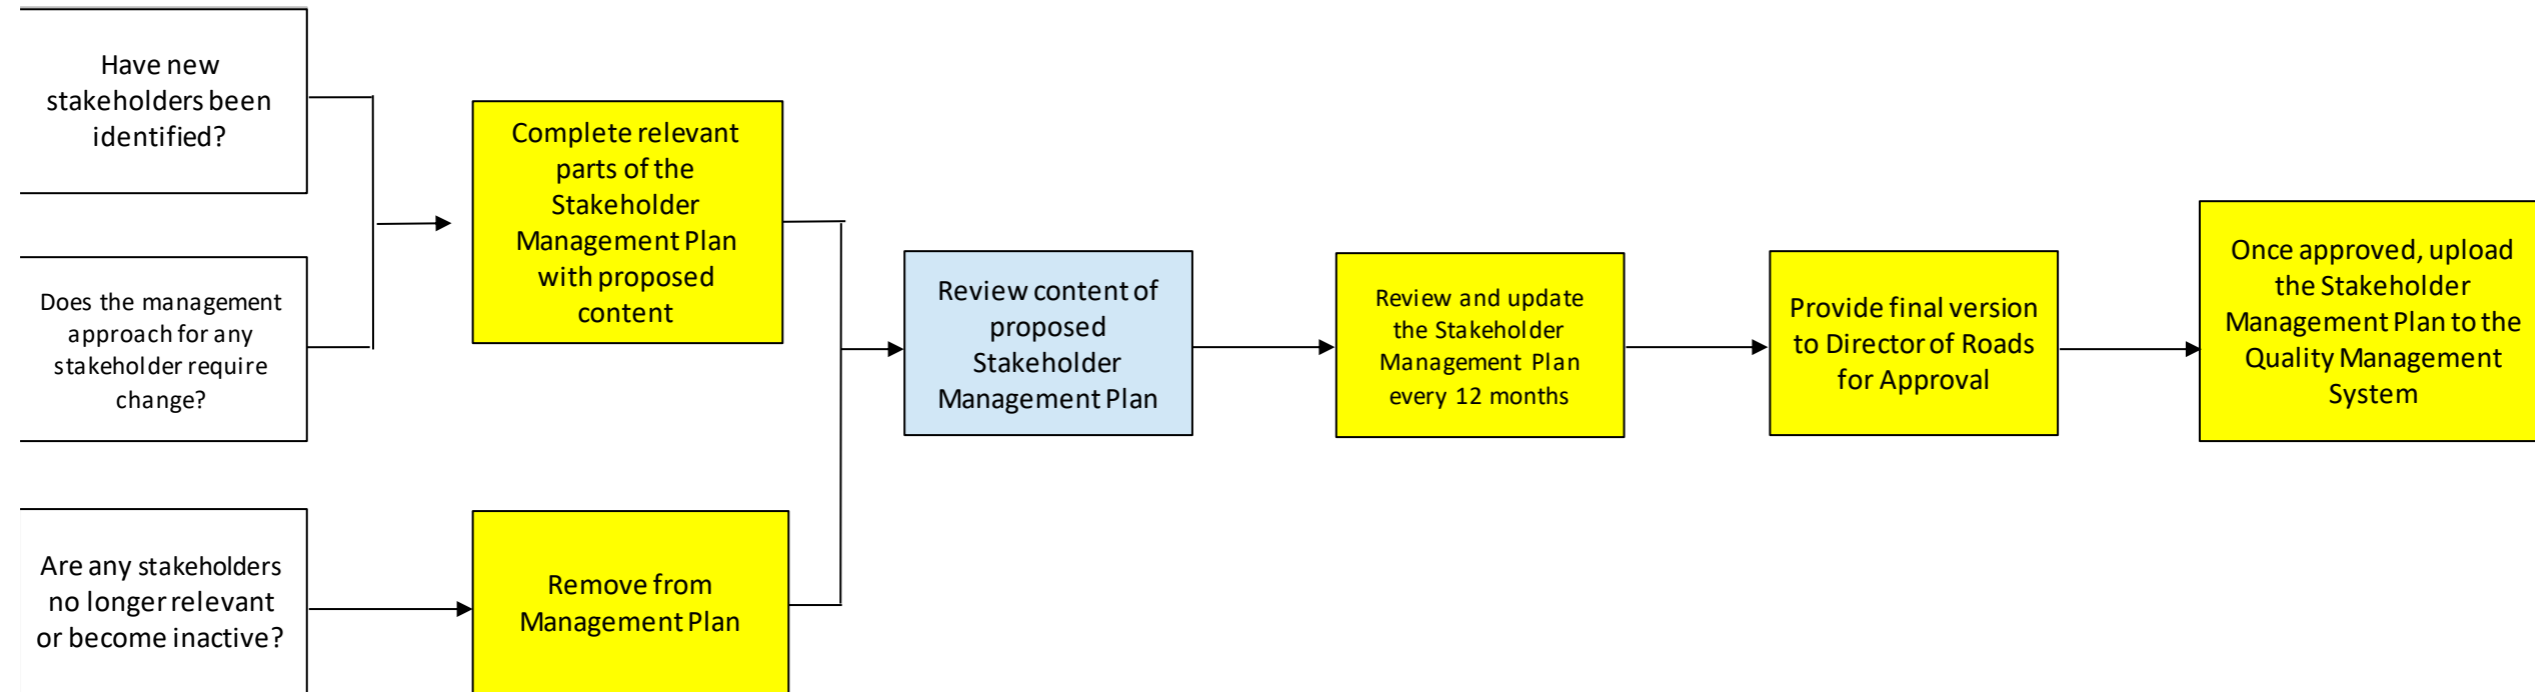 Have new
stakeholders been
identified?
Does the management
approach for any
stakeholder require
change?
Are any stakeholders
no longer relevant
or become inactive?
Complete relevant
parts of the
Stakeholder
Management Plan
with proposed
content
Remove from
Management Plan
Review content of
proposed
Stakeholder
Management Plan
Review and update
the Stakeholder
Management Plan
every 12 months
Provide final version
to Director of Roads
for Approval
Once approved, upload
the Stakeholder
Management Plan to the
Quality Management
System